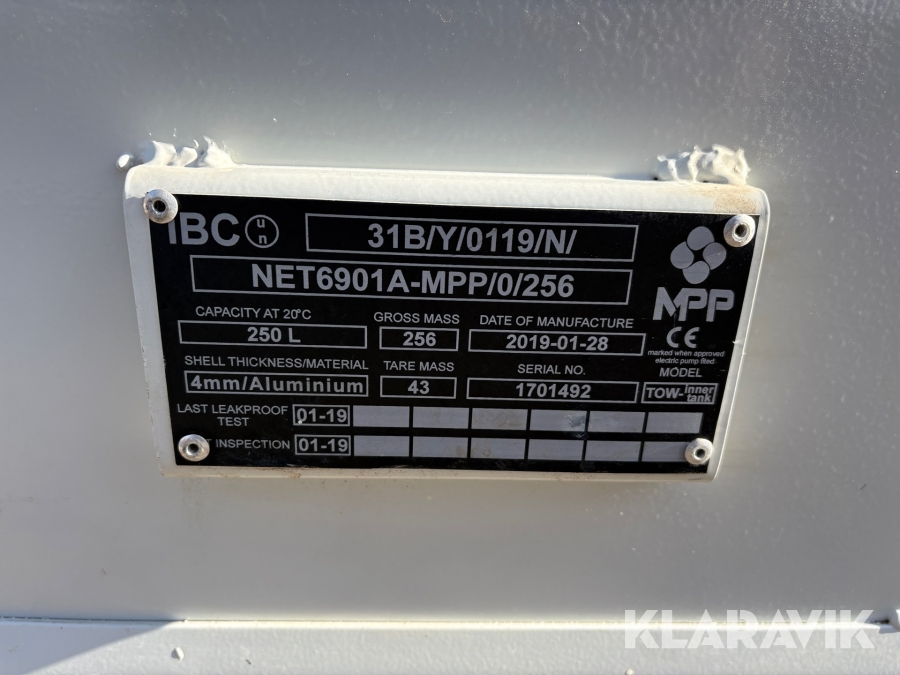 IBC un 31B/Y/0119/N/
NET6901A-MPP/0/256
MPP
CE
marked when approved
electric pump fited
CAPACITY AT 20°C GROSS MASS DATE OF MANUFACTURE
250 L 256 2019-01-28
SHELL THICKNESS/MATERIAL TARE MASS SERIAL NO. MODEL
4mm/Aluminium 43 1701492 TOW-inner tank
LAST LEAKPROOF TEST 01-19
INSPECTION 01-19
KLARAVIK